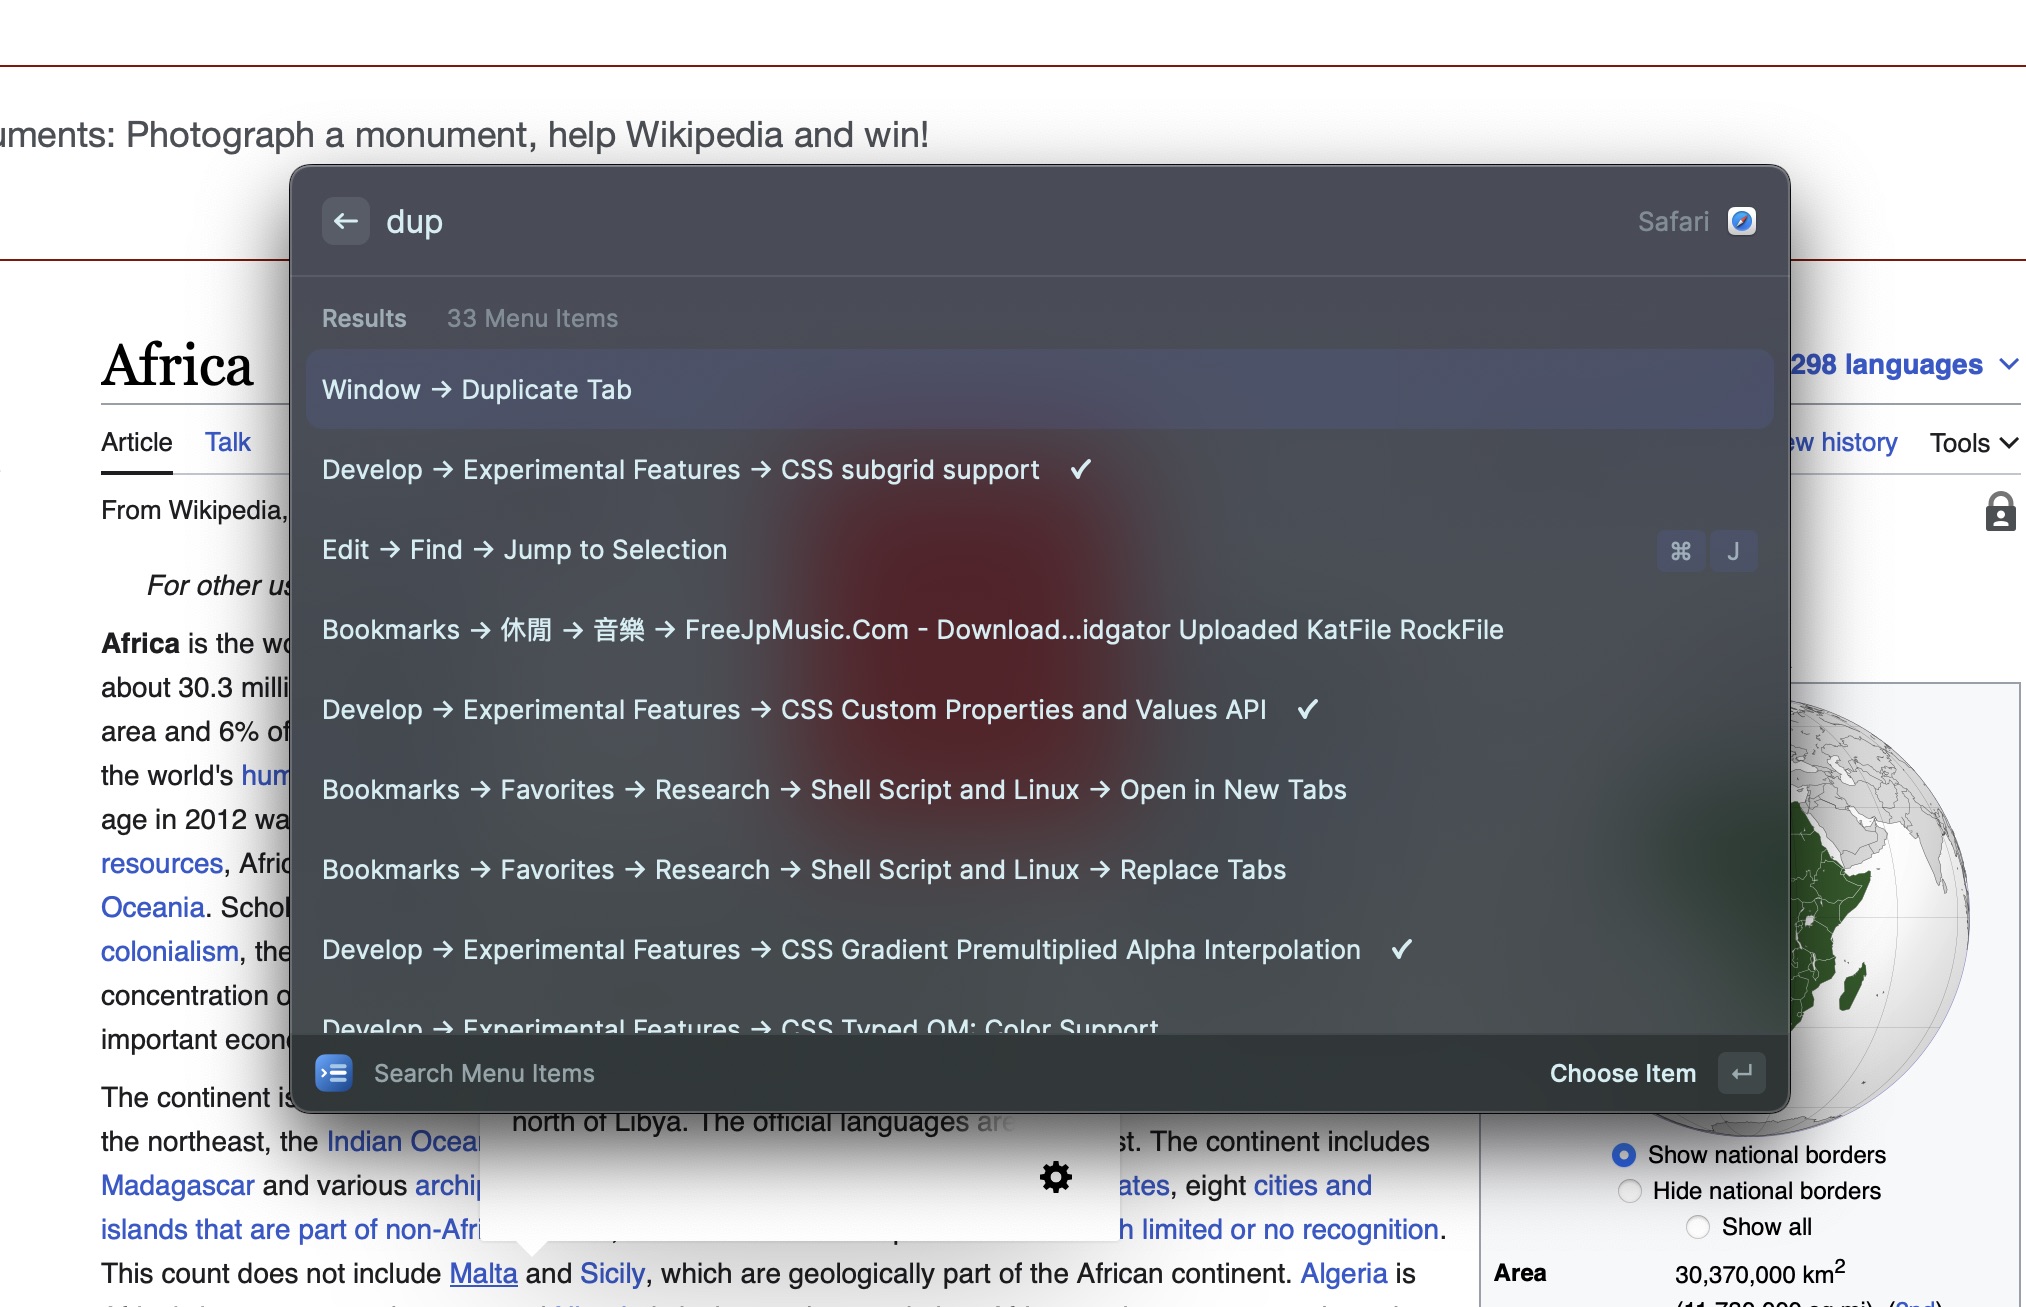 uments: Photograph a monument, help Wikipedia and win!
dup
Safari
Results 33 Menu Items
Window → Duplicate Tab
Develop → Experimental Features → CSS subgrid support ✓
Edit → Find → Jump to Selection ⌘ J
Bookmarks → 休閒 → 音樂 → FreeJpMusic.Com - Download...idgator Uploaded KatFile RockFile
Develop → Experimental Features → CSS Custom Properties and Values API ✓
Bookmarks → Favorites → Research → Shell Script and Linux → Open in New Tabs
Bookmarks → Favorites → Research → Shell Script and Linux → Replace Tabs
Develop → Experimental Features → CSS Gradient Premultiplied Alpha Interpolation ✓
Develop → Experimental Features → CSS Typed OM: Color Support
Search Menu Items
Choose Item ↵
Africa
298 languages
Article Talk
ew history Tools
From Wikipedia,
For other us
Africa is the wo
about 30.3 milli
area and 6% of
the world's hum
age in 2012 wa
resources, Afric
Oceania. Schol
colonialism, the
concentration o
important econo
The continent is
north of Libya. The official languages are
the northeast, the Indian Ocea st. The continent includes
Madagascar and various archip ates, eight cities and
islands that are part of non-Afri h limited or no recognition.
This count does not include Malta and Sicily, which are geologically part of the African continent. Algeria is
Show national borders
Hide national borders
Show all
Area 30,370,000 km²